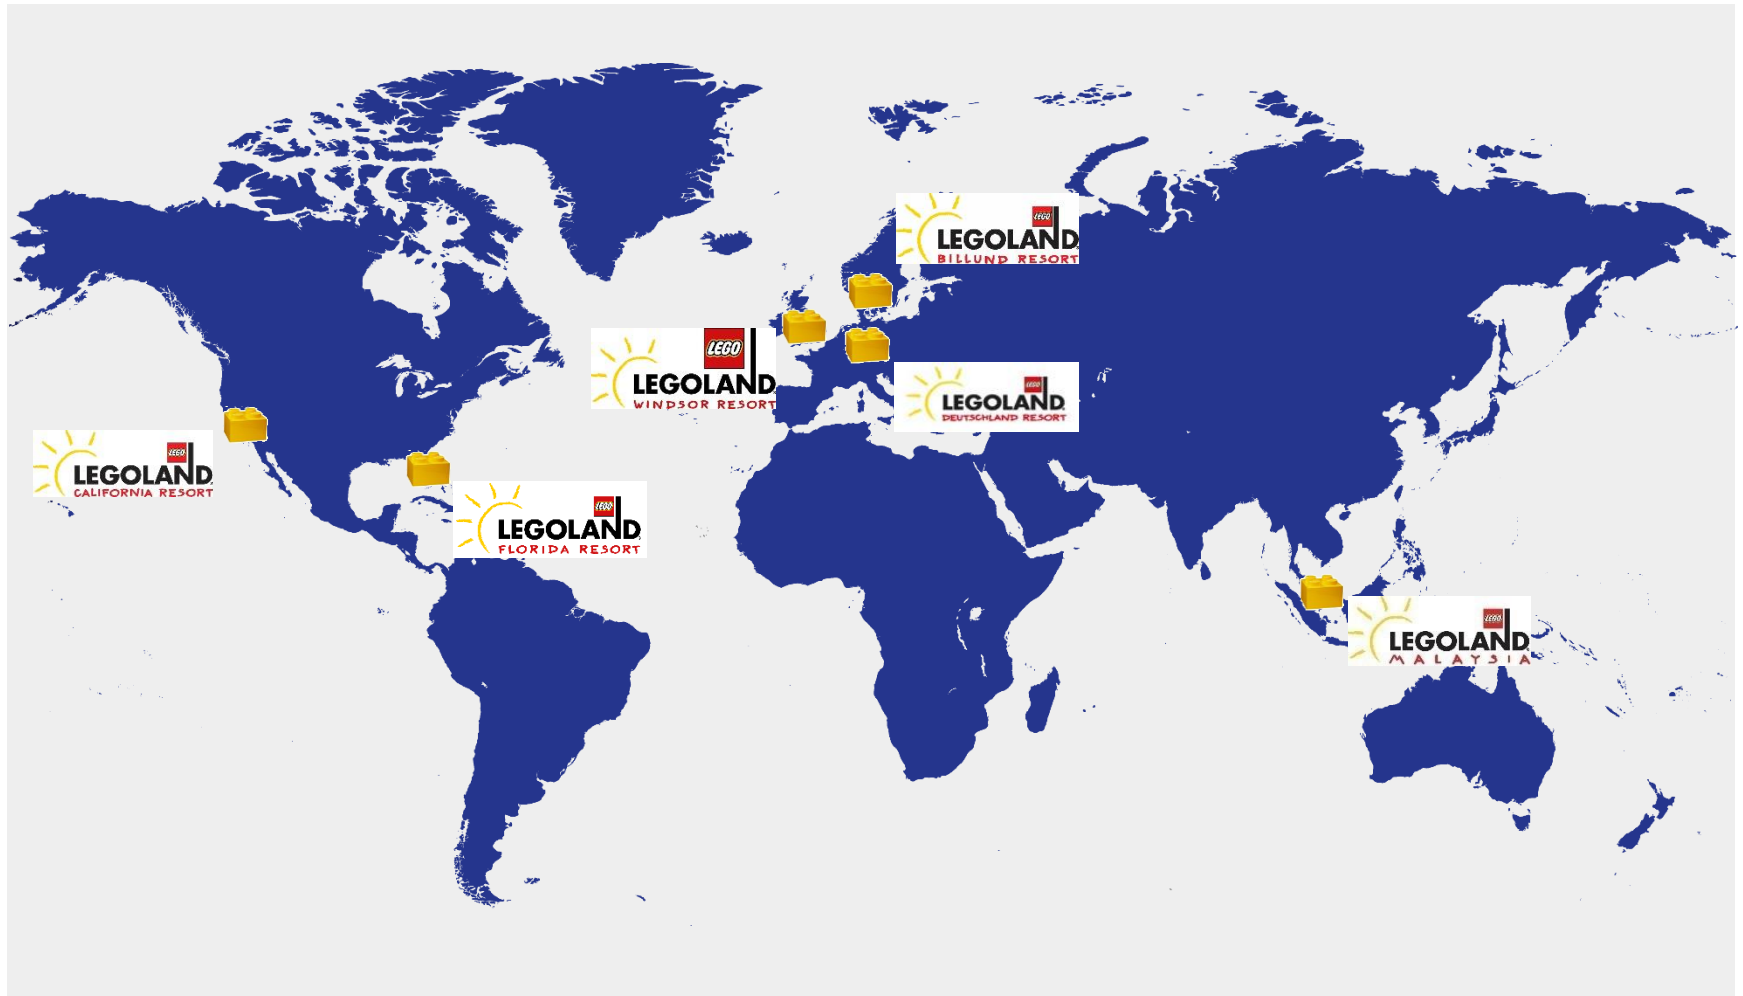 LEGO
LEGOLAND
BILLUND RESORT
LEGO
LEGOLAND
WINDSOR RESORT
LEGO
LEGOLAND
DEUTSCHLAND RESORT
LEGO
LEGOLAND
CALIFORNIA RESORT
LEGO
LEGOLAND
FLORIDA RESORT
LEGO
LEGOLAND
MALAYSIA